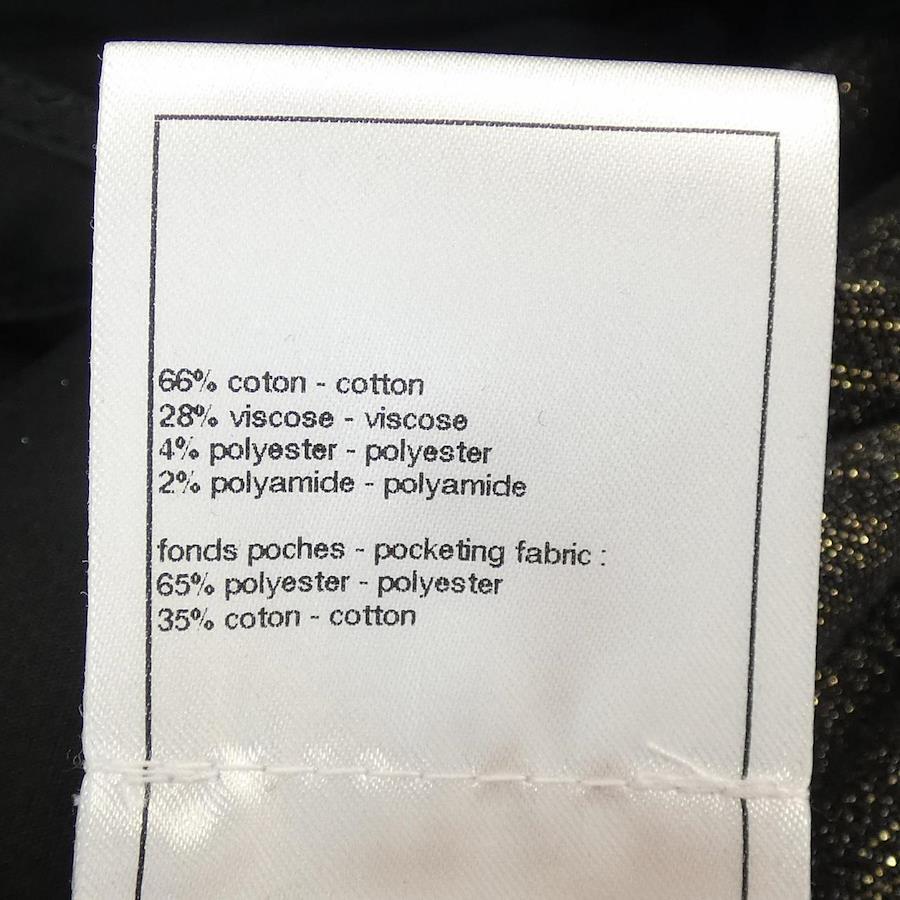 66% coton - cotton
28% viscose - viscose
4% polyester - polyester
2% polyamide - polyamide
fonds poches - pocketing fabric :
65% polyester - polyester
35% coton - cotton